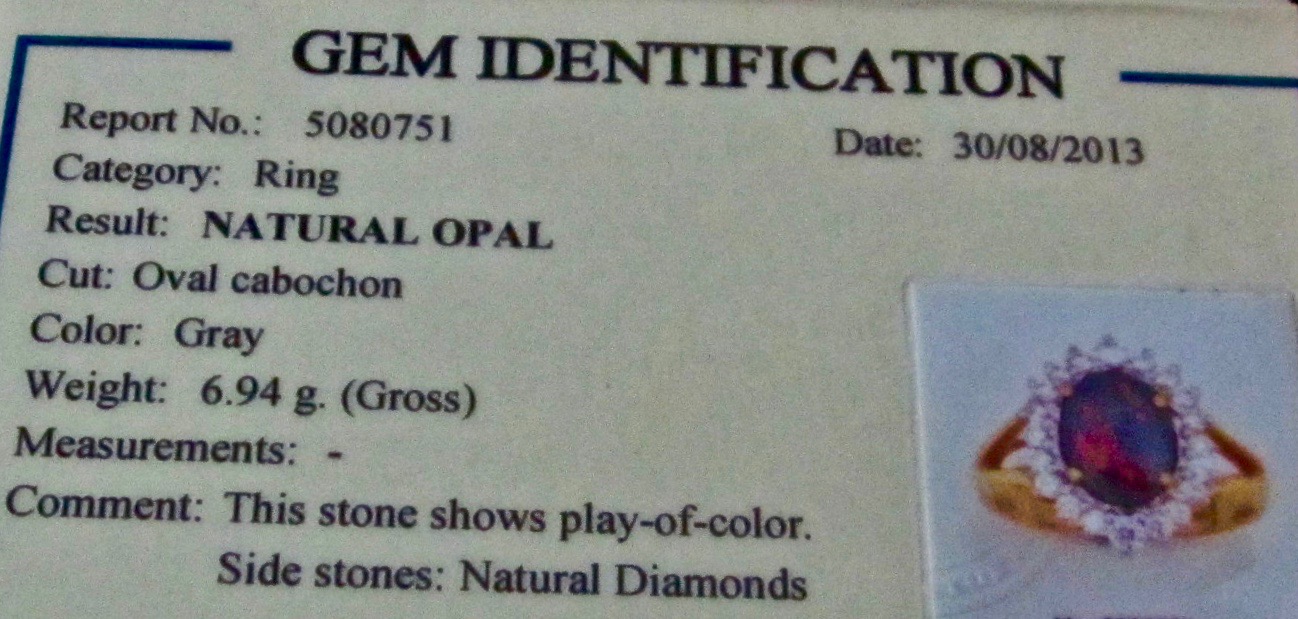 GEM IDENTIFICATION
Report No.: 5080751
Date: 30/08/2013
Category: Ring
Result: NATURAL OPAL
Cut: Oval cabochon
Color: Gray
Weight: 6.94 g. (Gross)
Measurements: -
Comment: This stone shows play-of-color.
Side stones: Natural Diamonds